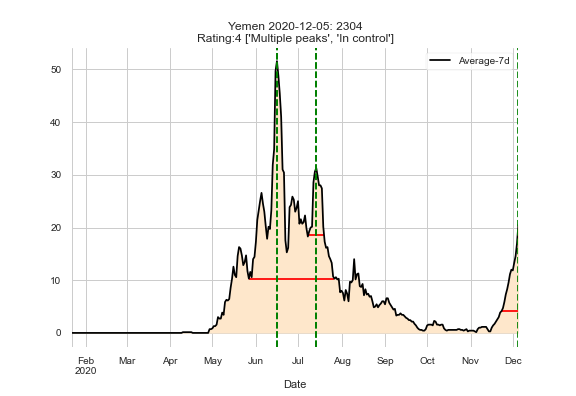 Yemen 2020-12-05: 2304
Rating:4 ['Multiple peaks', 'In control']
Average-7d
50
40
30
20
10
0
Feb Mar Apr May Jun Jul Aug Sep Oct Nov Dec
2020
Date